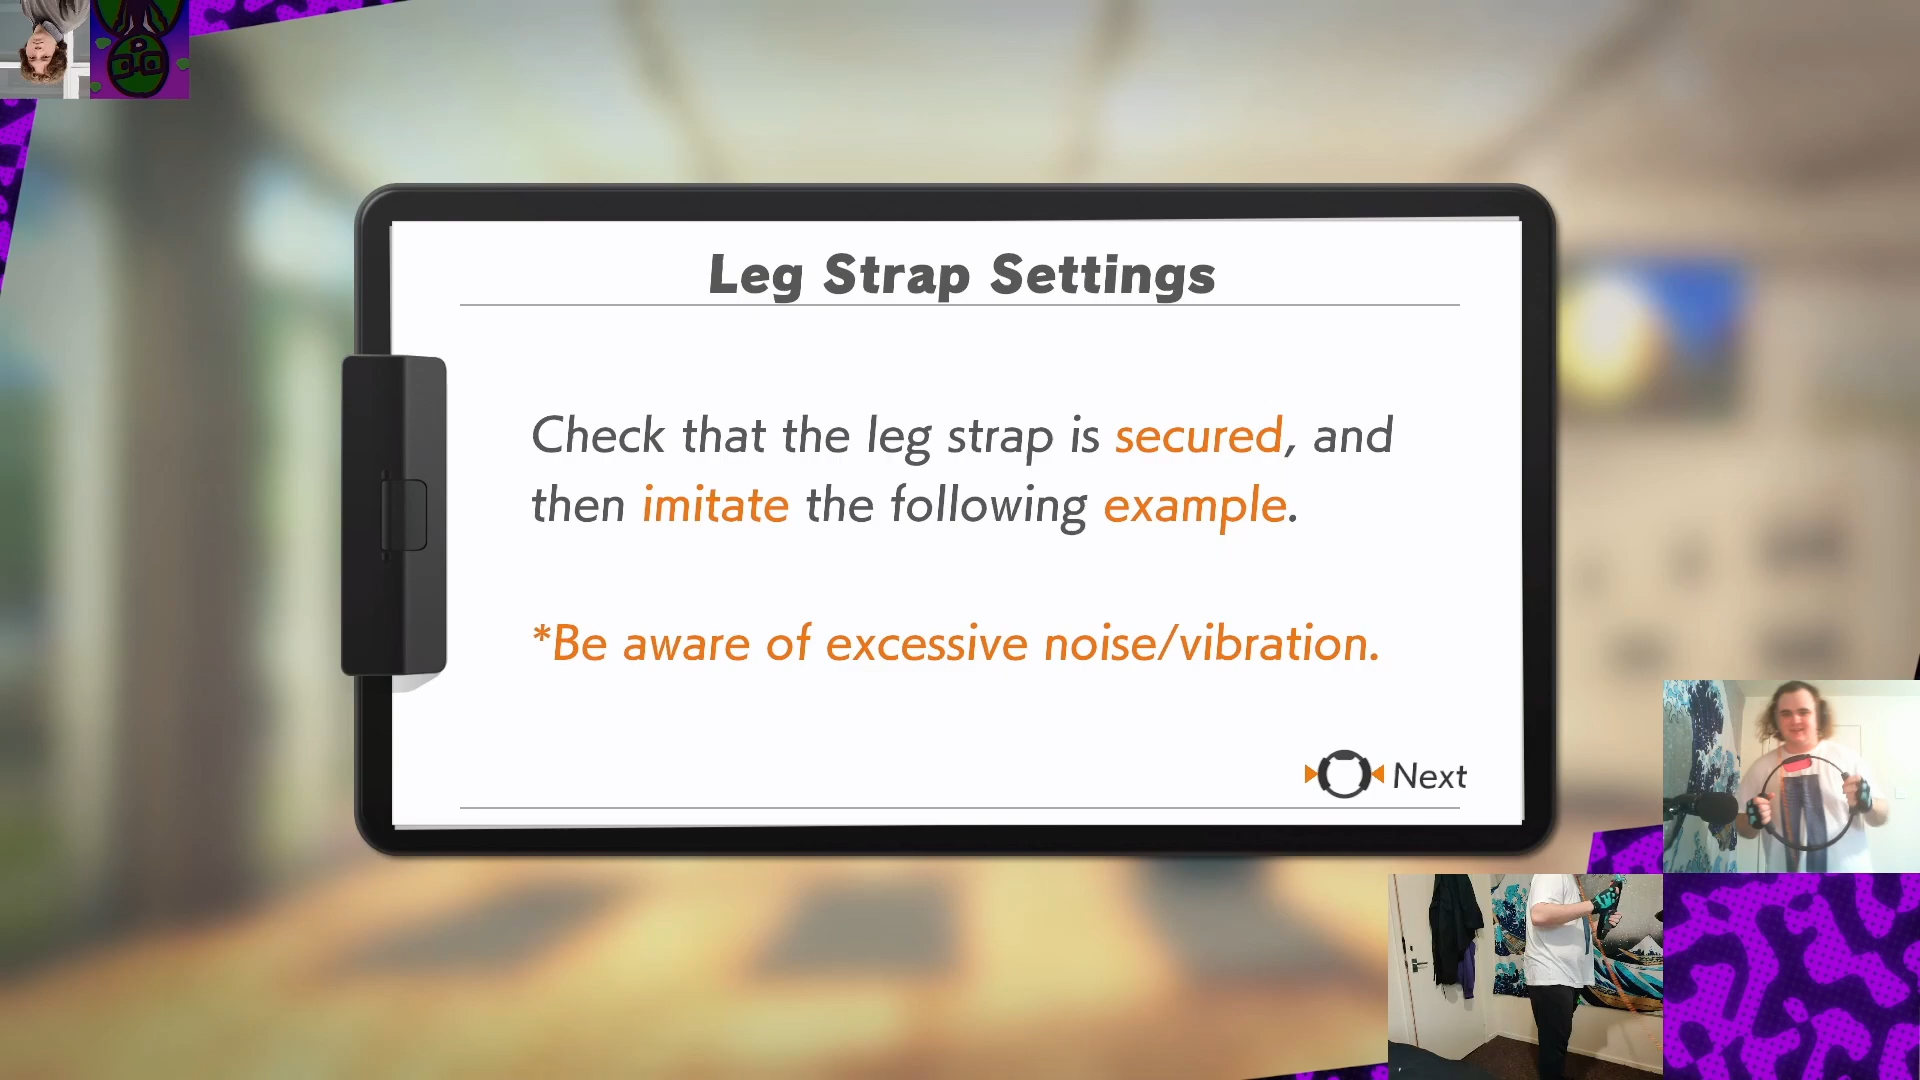 Leg Strap Settings
Check that the leg strap is secured, and
then imitate the following example.
*Be aware of excessive noise/vibration.
Next